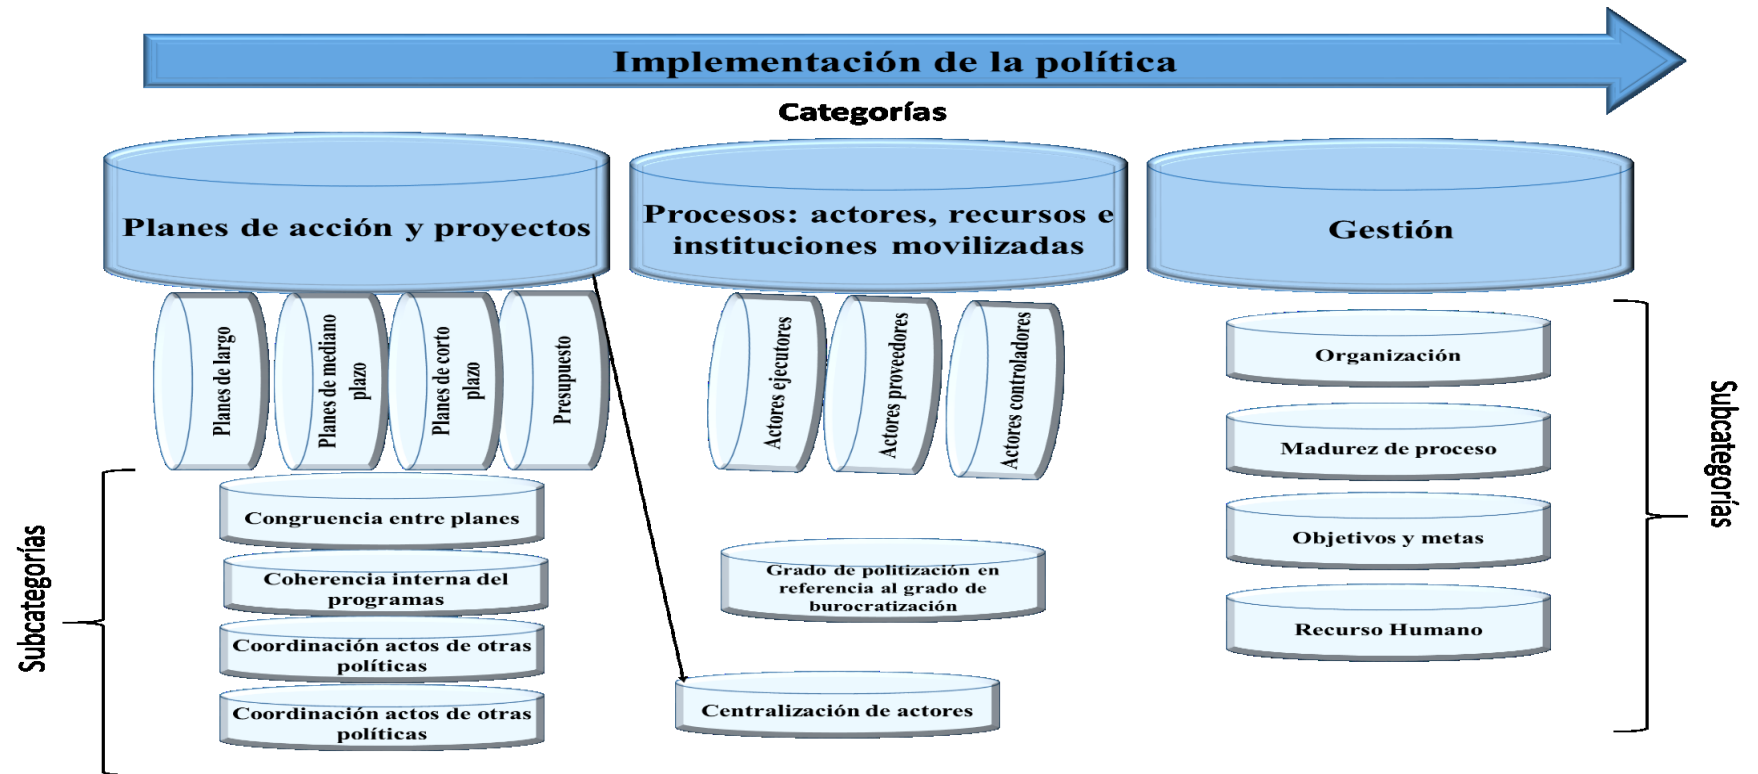 Implementación de la política
Categorías
Planes de acción y proyectos
Procesos: actores, recursos e
instituciones movilizadas
Gestión
Planes de largo
Planes de mediano
plazo
Planes de corto
plazo
Presupuesto
Actores ejecutores
Actores proveedores
Actores controladores
Subcategorías
Congruencia entre planes
Coherencia interna del
programas
Coordinación actos de otras
políticas
Coordinación actos de otras
políticas
Grado de politización en
referencia al grado de
burocratización
Centralización de actores
Organización
Madurez de proceso
Objetivos y metas
Recurso Humano
Subcategorías